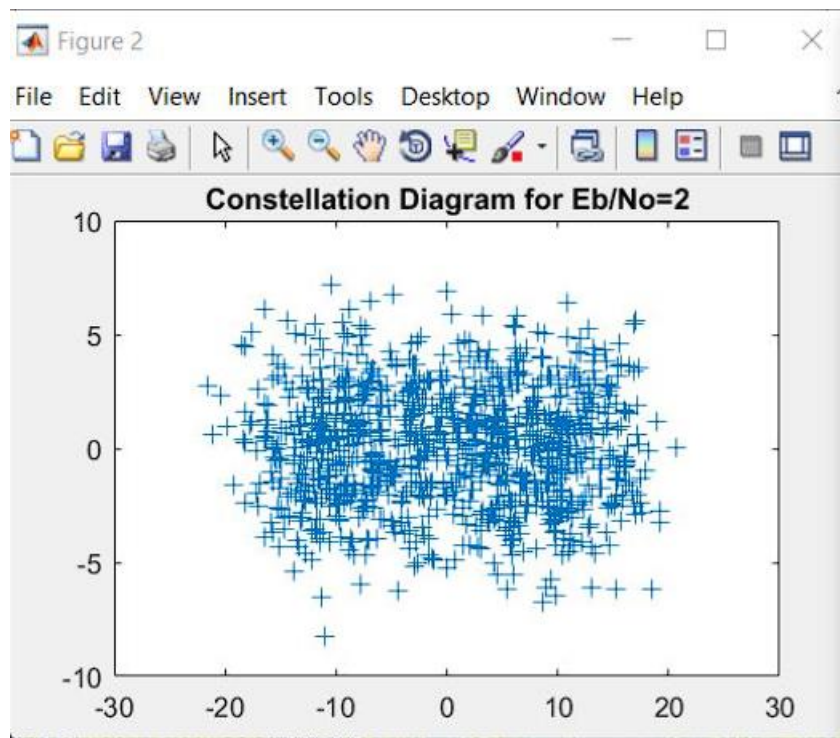 Figure 2
File Edit View Insert Tools Desktop Window Help
Constellation Diagram for Eb/No=2
10
5
0
-5
-10
-30 -20 -10 0 10 20 30